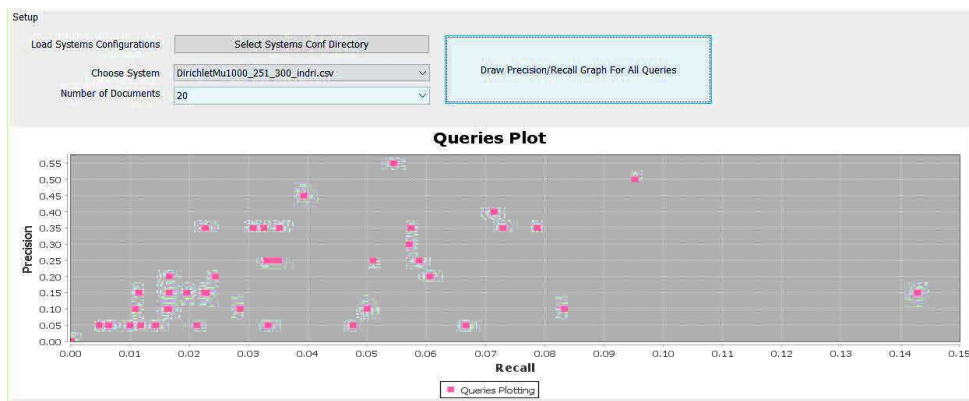 Setup
Load Systems Configurations
Select Systems Conf Directory
Choose System
DirichletMu1000_251_300_indri.csv
Number of Documents
20
Draw Precision/Recall Graph For All Queries
Queries Plot
Precision
0.55
0.50
0.45
0.40
0.35
0.30
0.25
0.20
0.15
0.10
0.05
0.00
0.00 0.01 0.02 0.03 0.04 0.05 0.06 0.07 0.08 0.09 0.10 0.11 0.12 0.13 0.14 0.15
Recall
Queries Plotting